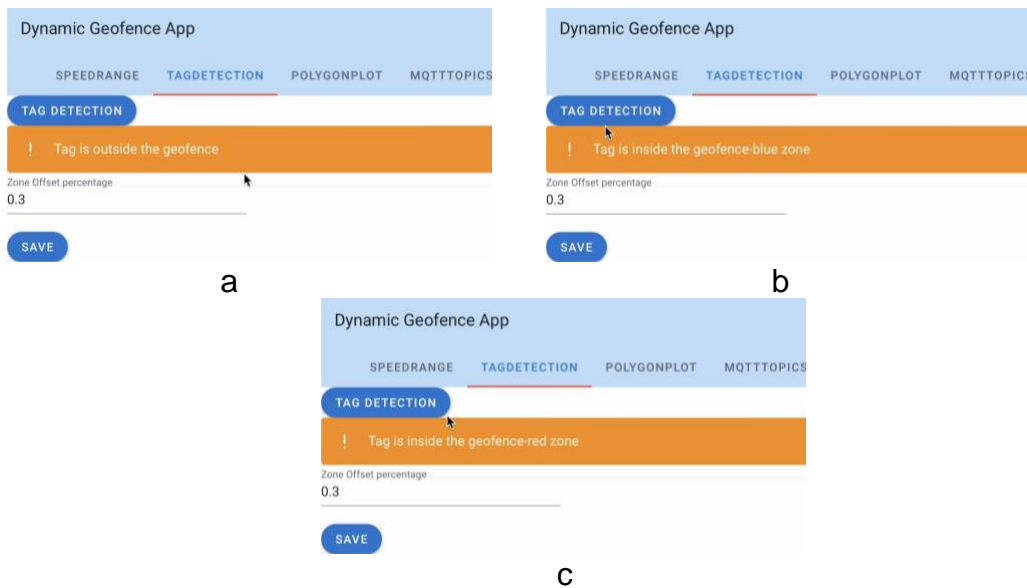 Dynamic Geofence App
SPEEDRANGE TAGDETECTION POLYGONPLOT MQTTTOPICS
TAG DETECTION
! Tag is outside the geofence
Zone Offset percentage
0.3
SAVE
a
Dynamic Geofence App
SPEEDRANGE TAGDETECTION POLYGONPLOT MQTTTOPICS
TAG DETECTION
! Tag is inside the geofence-blue zone
Zone Offset percentage
0.3
SAVE
b
Dynamic Geofence App
SPEEDRANGE TAGDETECTION POLYGONPLOT MQTTTOPICS
TAG DETECTION
! Tag is inside the geofence-red zone
Zone Offset percentage
0.3
SAVE
c